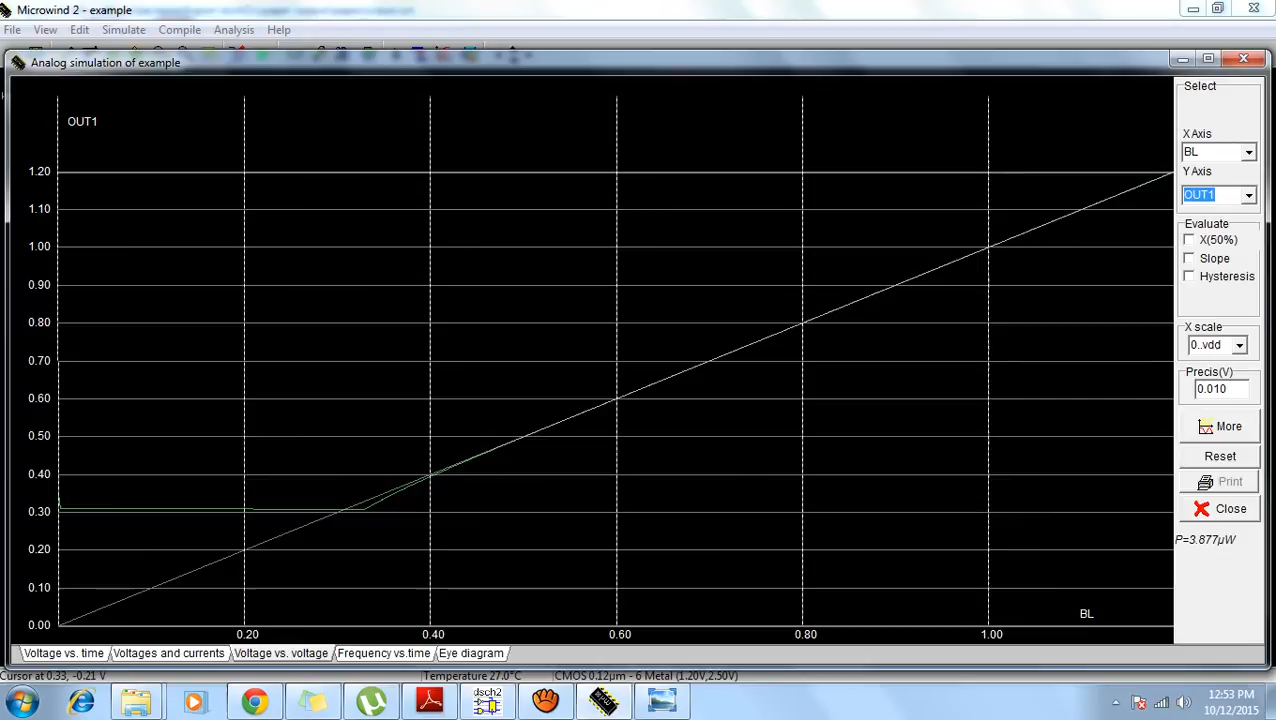 Microwind 2 - example
File View Edit Simulate Compile Analysis Help
Analog simulation of example
OUT1
1.20
1.10
1.00
0.90
0.80
0.70
0.60
0.50
0.40
0.30
0.20
0.10
0.00
0.20 0.40 0.60 0.80 1.00
BL
Select
X Axis
BL
Y Axis
OUT1
Evaluate
X(50%)
Slope
Hysteresis
X scale
0..vdd
Precis(V)
0.010
More
Reset
Print
Close
P=3.877µW
Voltage vs. time Voltages and currents Voltage vs. voltage Frequency vs.time Eye diagram
Cursor at 0.33, -0.21 V Temperature 27.0°C CMOS 0.12µm - 6 Metal (1.20V,2.50V)
dsch2
12:53 PM
10/12/2015